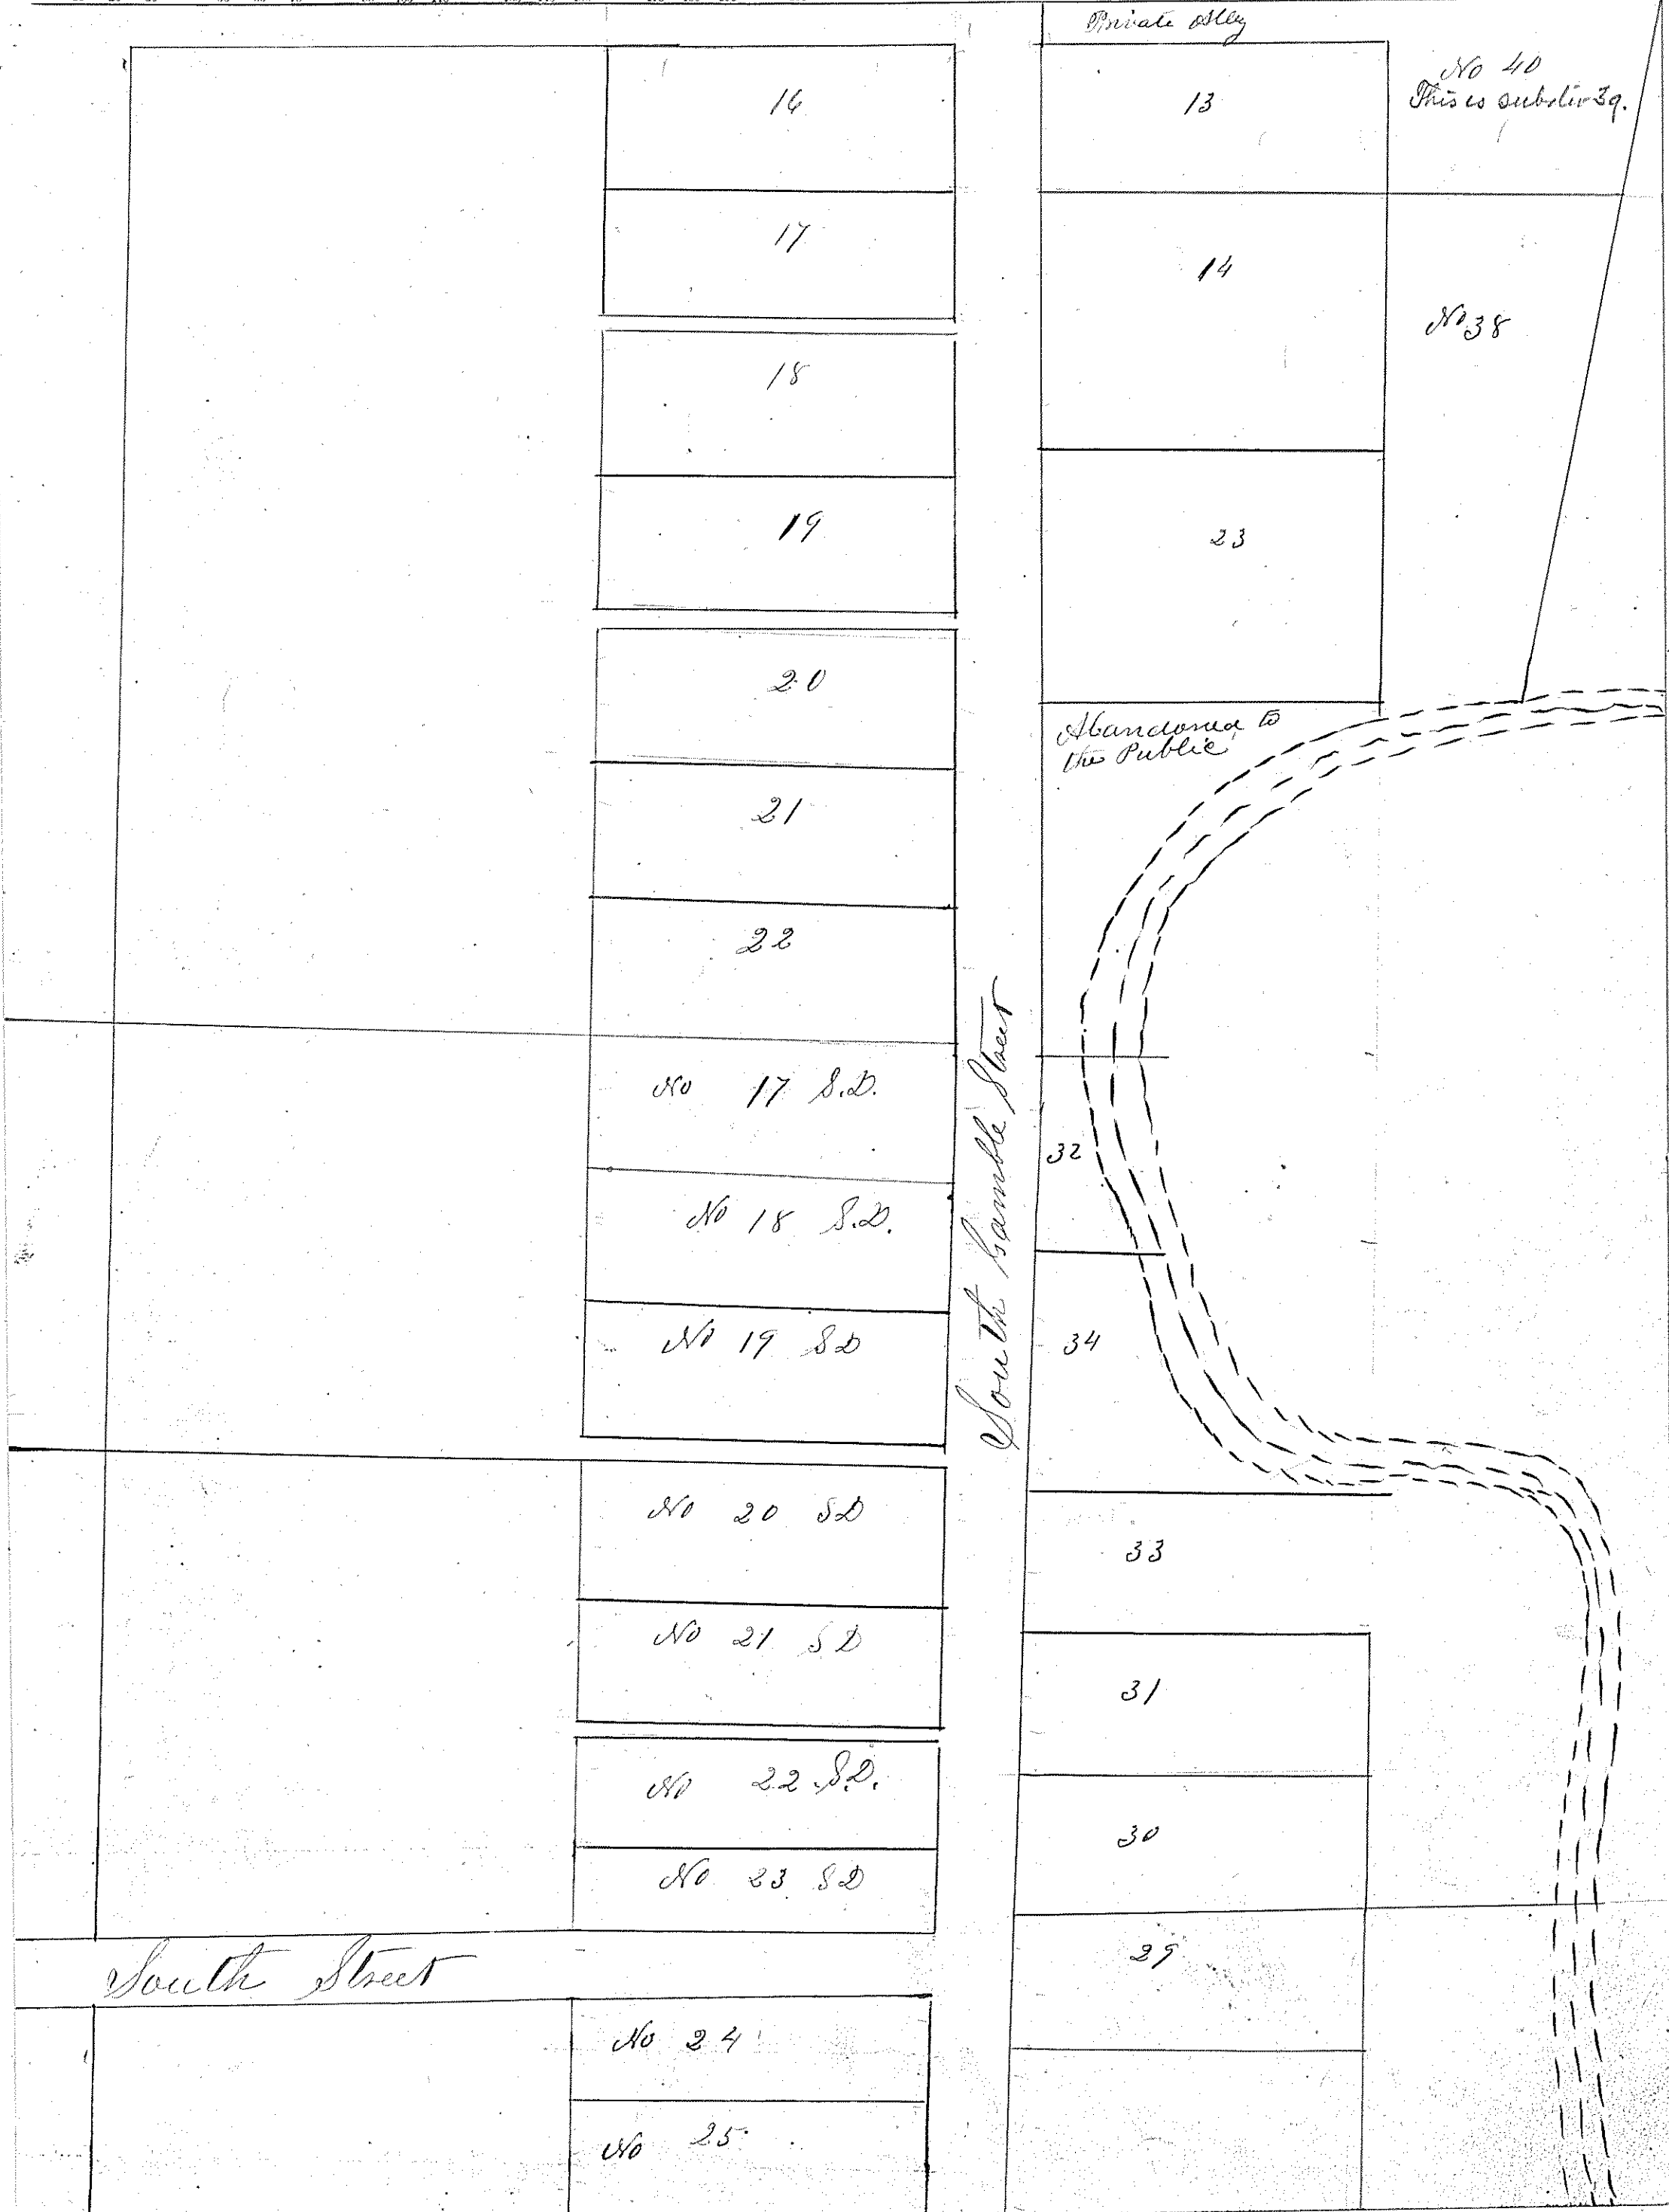 Private Alley
16
13
No 40
This is subdiv 39.
17
14
No 38
18
19
23
20
Abandoned to
the Public
21
22
No 17 S.D.
32
No 18 S.D.
South Gamble Street
No 19 SD
34
No 20 SD
33
No 21 SD
31
No 22 S.D.
30
No 23 SD
29
South Street
No 24
No 25